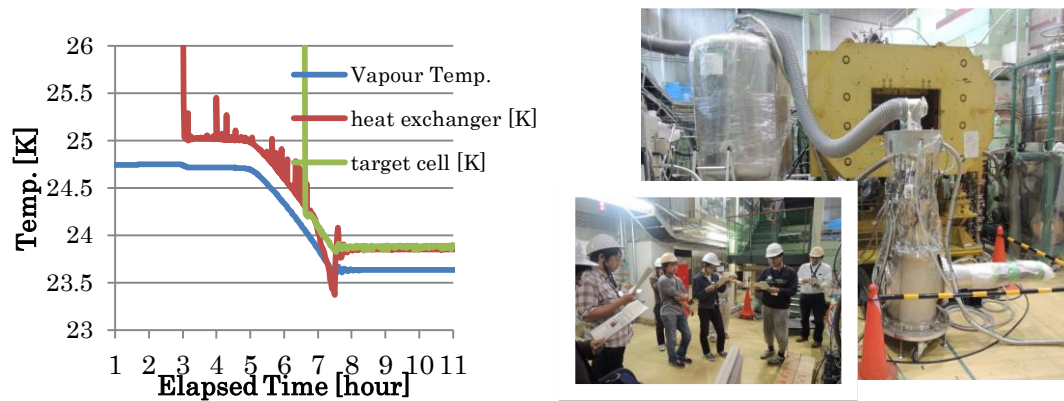 26
25.5
25
24.5
24
23.5
23
Temp. [K]
Vapour Temp.
heat exchanger [K]
target cell [K]
1 2 3 4 5 6 7 8 9 10 11
Elapsed Time [hour]